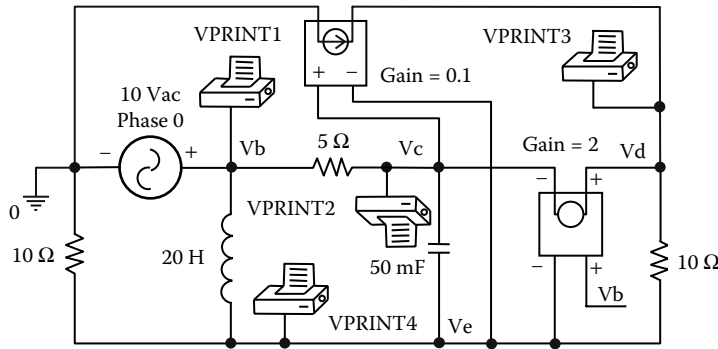 VPRINT1
VPRINT3
+ −
Gain = 0.1
10 Vac
Phase 0
− +
Vb
5 Ω
Vc
Gain = 2
Vd
− +
0
VPRINT2
10 Ω
20 H
50 mF
− +
10 Ω
Vb
VPRINT4
Ve